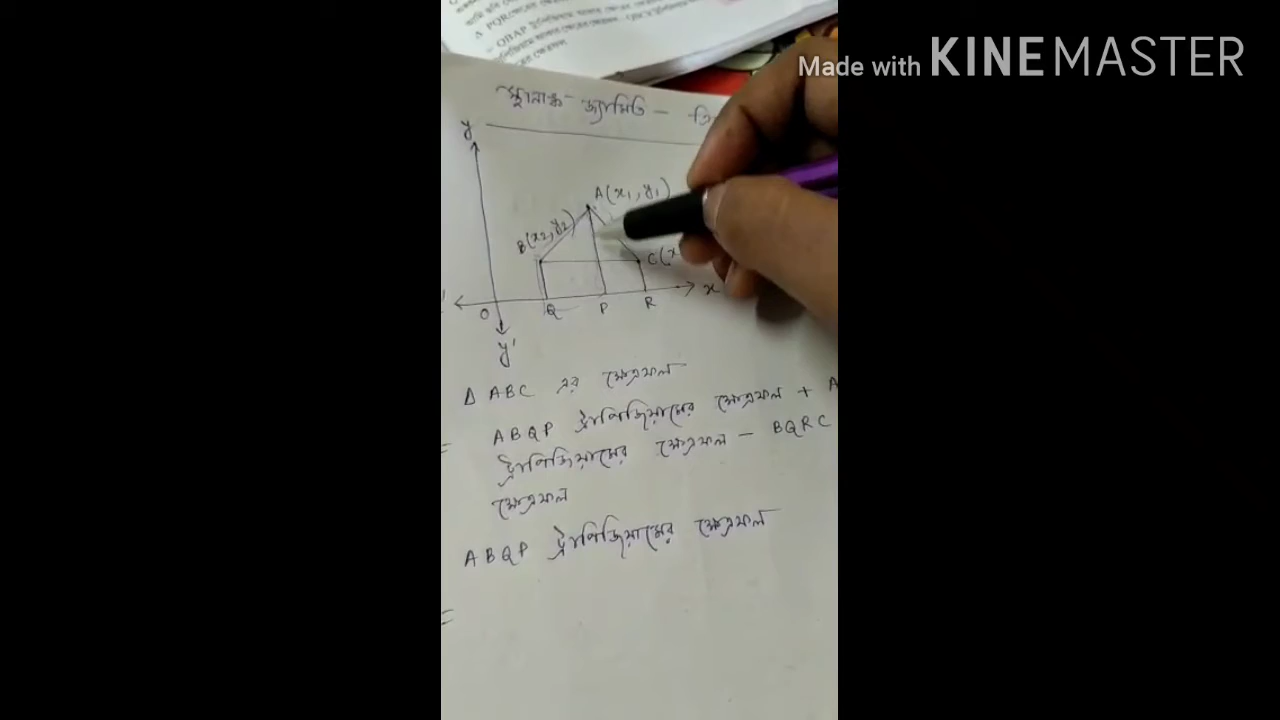 Made with KINEMASTER
স্থানাঙ্ক - জ্যামিতি -
y
A(x₁, y₁)
B(x₂, y₂)
C(x
O Q P R x
y'
Δ ABC এর ক্ষেত্রফল
= ABQP ট্রাপিজিয়ামের ক্ষেত্রফল + A
ট্রাপিজিয়ামের ক্ষেত্রফল - BQRC
ক্ষেত্রফল
ABQP ট্রাপিজিয়ামের ক্ষেত্রফল
=